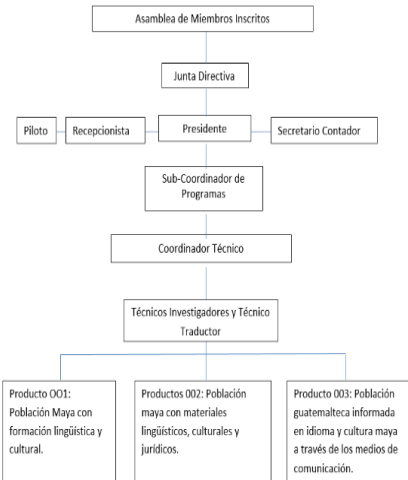 Asamblea de Miembros Inscritos
Junta Directiva
Piloto
Recepcionista
Presidente
Secretario Contador
Sub-Coordinador de
Programas
Coordinador Técnico
Técnicos Investigadores y Técnico
Traductor
Producto OO1:
Población Maya con
formación lingüística y
cultural.
Productos 002: Población
maya con materiales
lingüísticos, culturales y
jurídicos.
Producto 003: Población
guatemalteca informada
en idioma y cultura maya
a través de los medios de
comunicación.